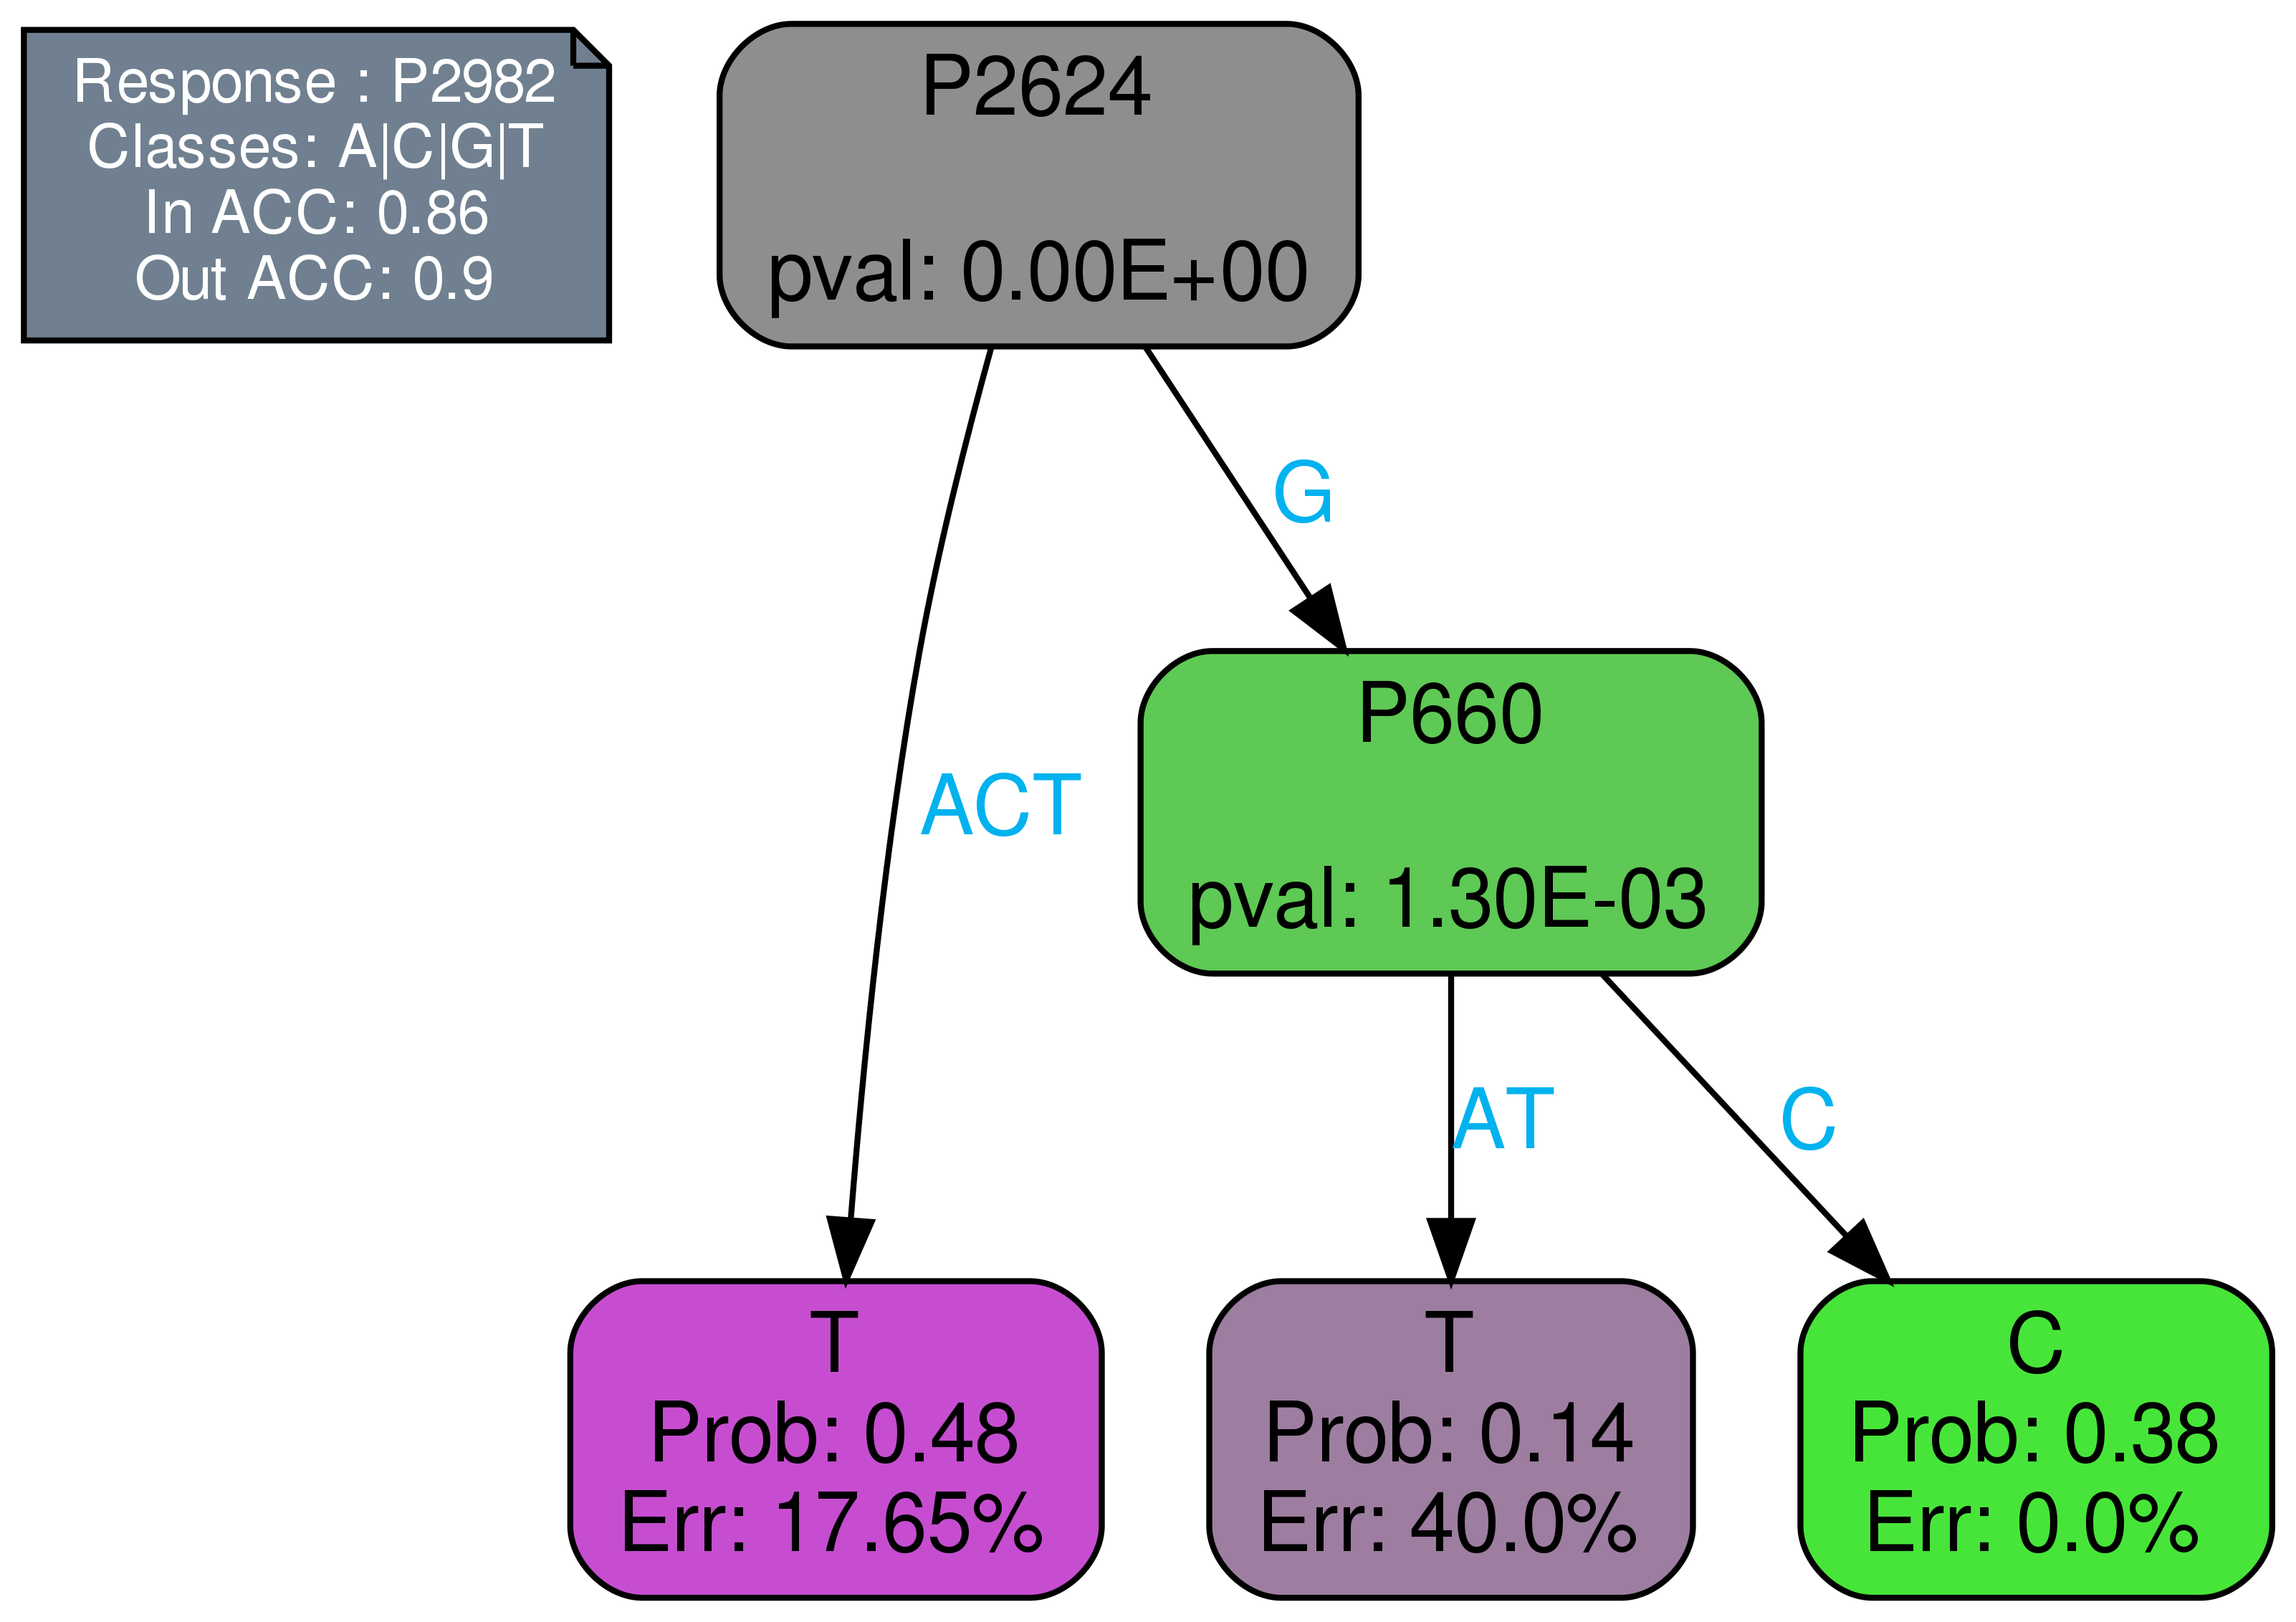 Response : P2982
Classes: A|C|G|T
In ACC: 0.86
Out ACC: 0.9
P2624
pval: 0.00E+00
G
ACT
P660
pval: 1.30E-03
AT
C
T
Prob: 0.48
Err: 17.65%
T
Prob: 0.14
Err: 40.0%
C
Prob: 0.38
Err: 0.0%